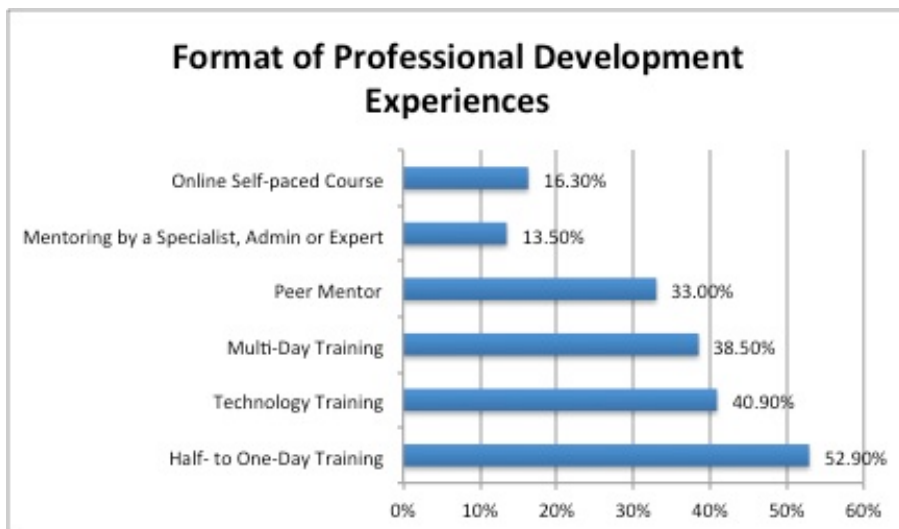 Format of Professional Development
Experiences
Online Self-paced Course
16.30%
Mentoring by a Specialist, Admin or Expert
13.50%
Peer Mentor
33.00%
Multi-Day Training
38.50%
Technology Training
40.90%
Half- to One-Day Training
52.90%
0% 10% 20% 30% 40% 50% 60%